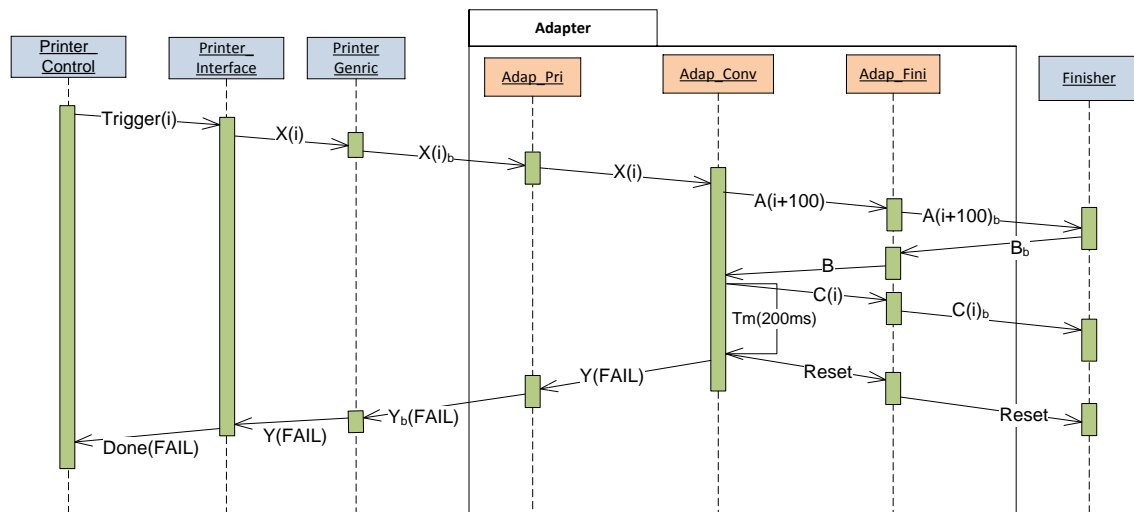 Adapter
Printer_
Control
Printer_
Interface
Printer
Genric
Adap_Pri
Adap_Conv
Adap_Fini
Finisher
Trigger(i)
X(i)
X(i)b
X(i)
A(i+100)
A(i+100)b
Bb
B
C(i)
C(i)b
Tm(200ms)
Reset
Reset
Y(FAIL)
Yb(FAIL)
Y(FAIL)
Done(FAIL)